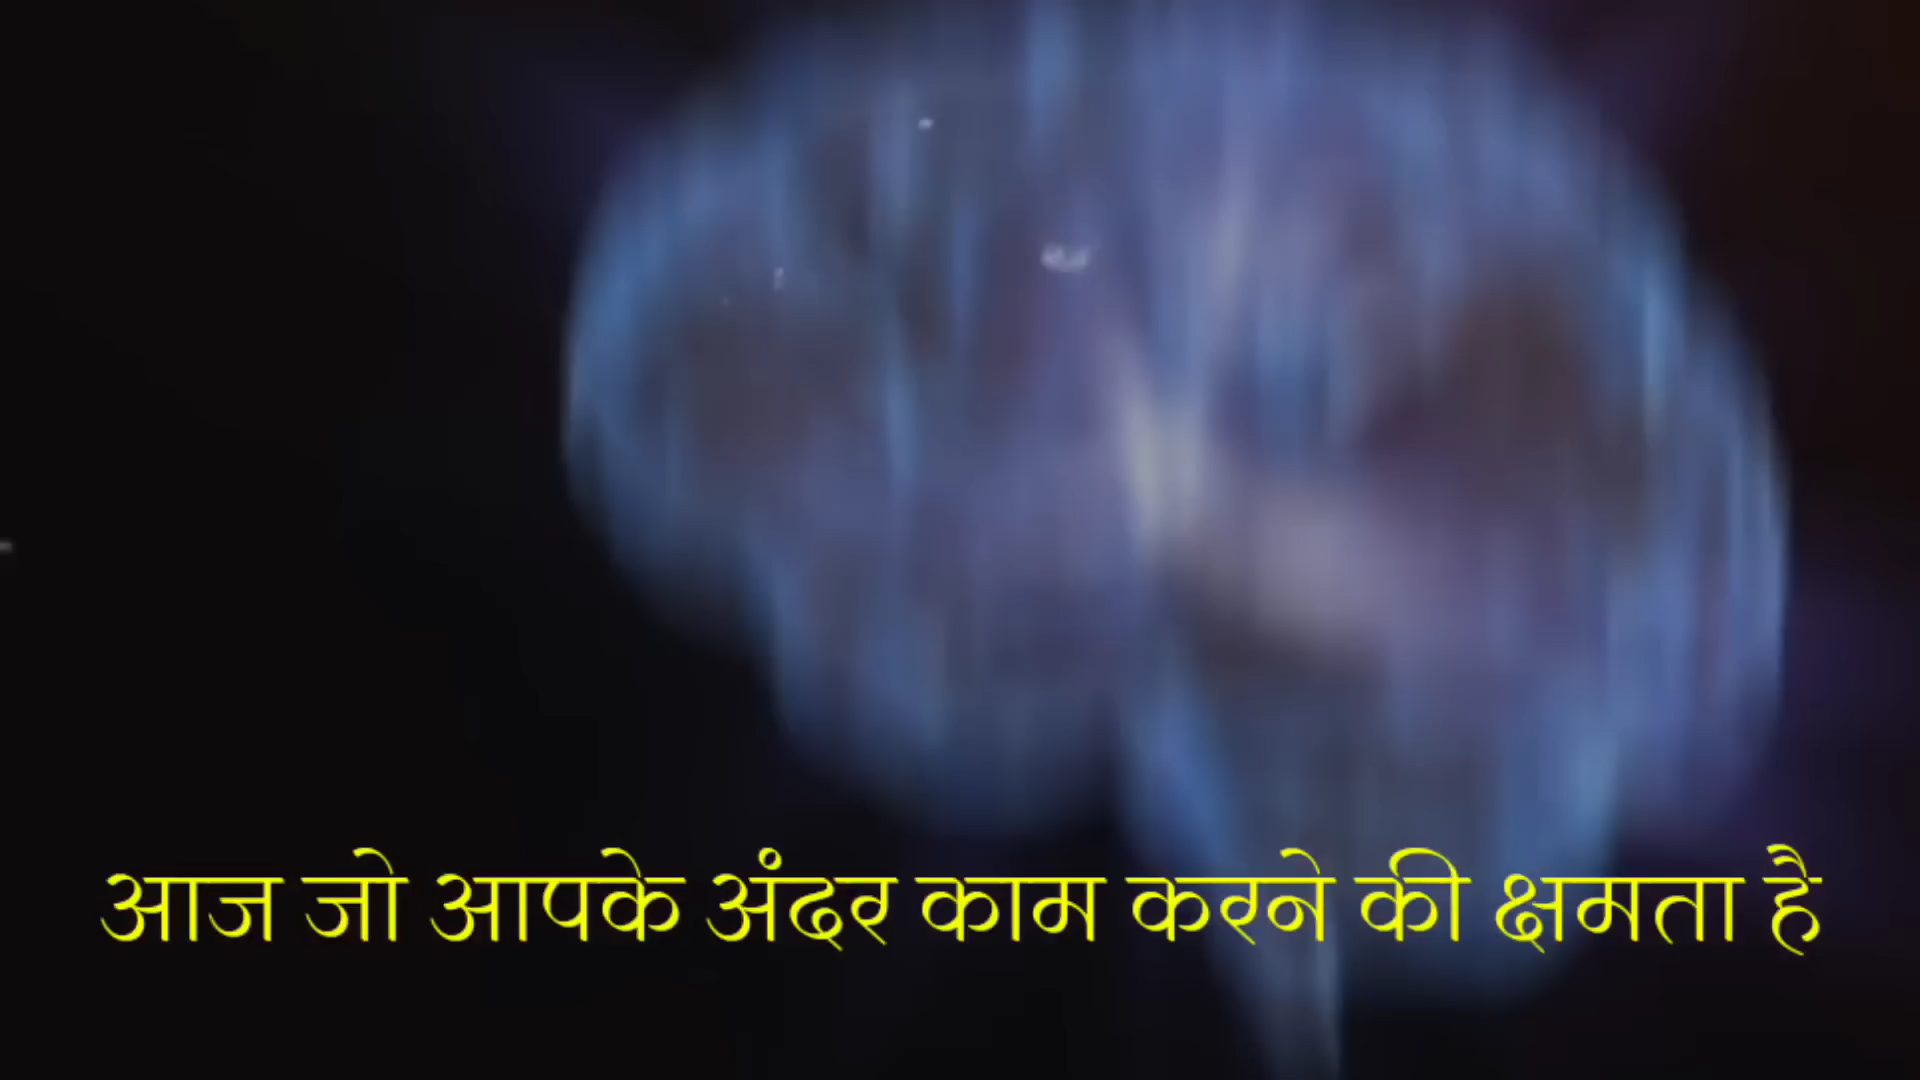 आज जो आपके अंदर काम करने की क्षमता है